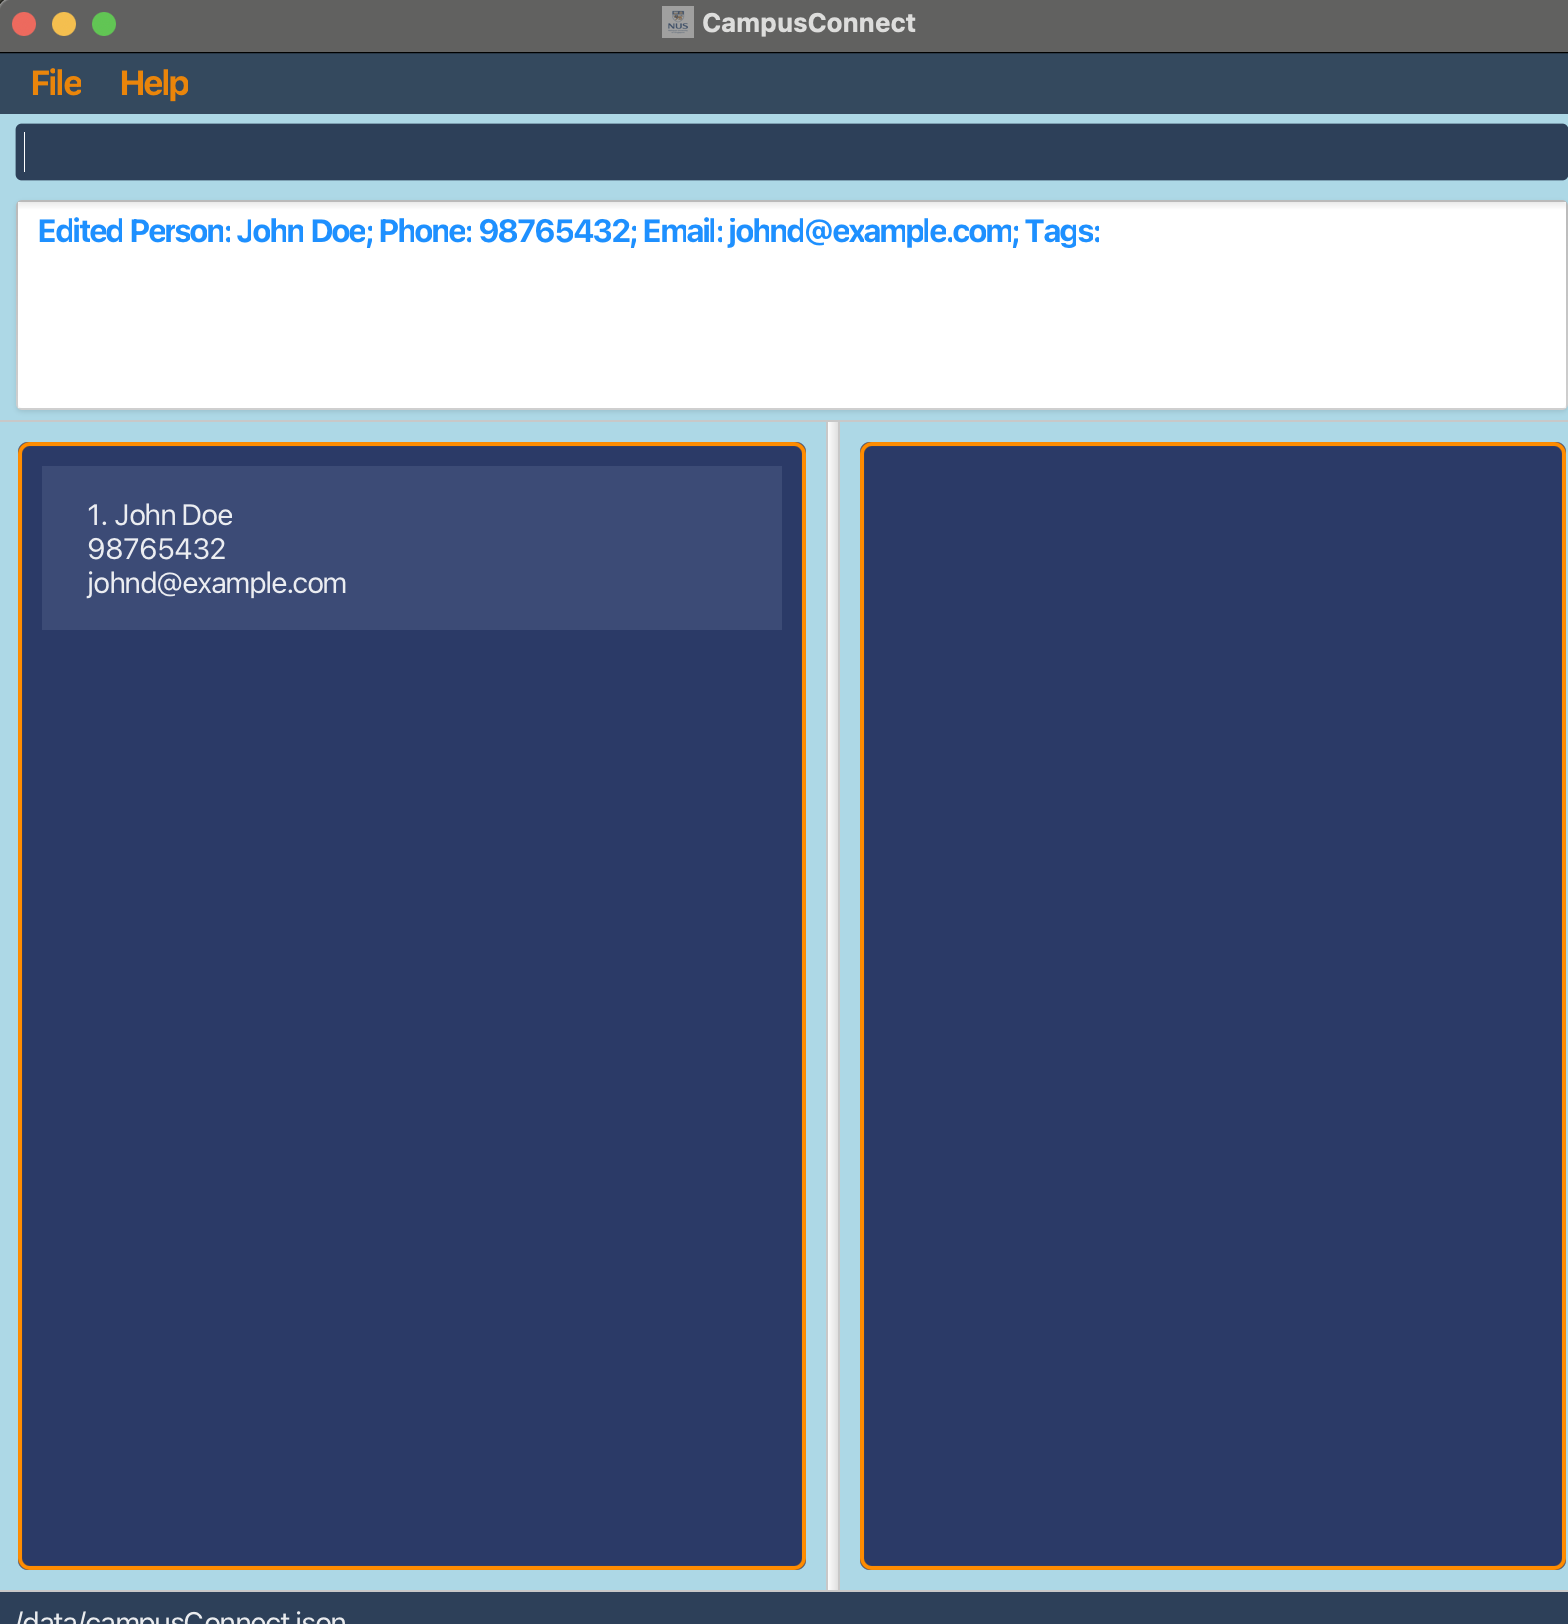 NUS
CampusConnect
File Help
Edited Person: John Doe; Phone: 98765432; Email: johnd@example.com; Tags:
1. John Doe
98765432
johnd@example.com
/data/campusConnect.json